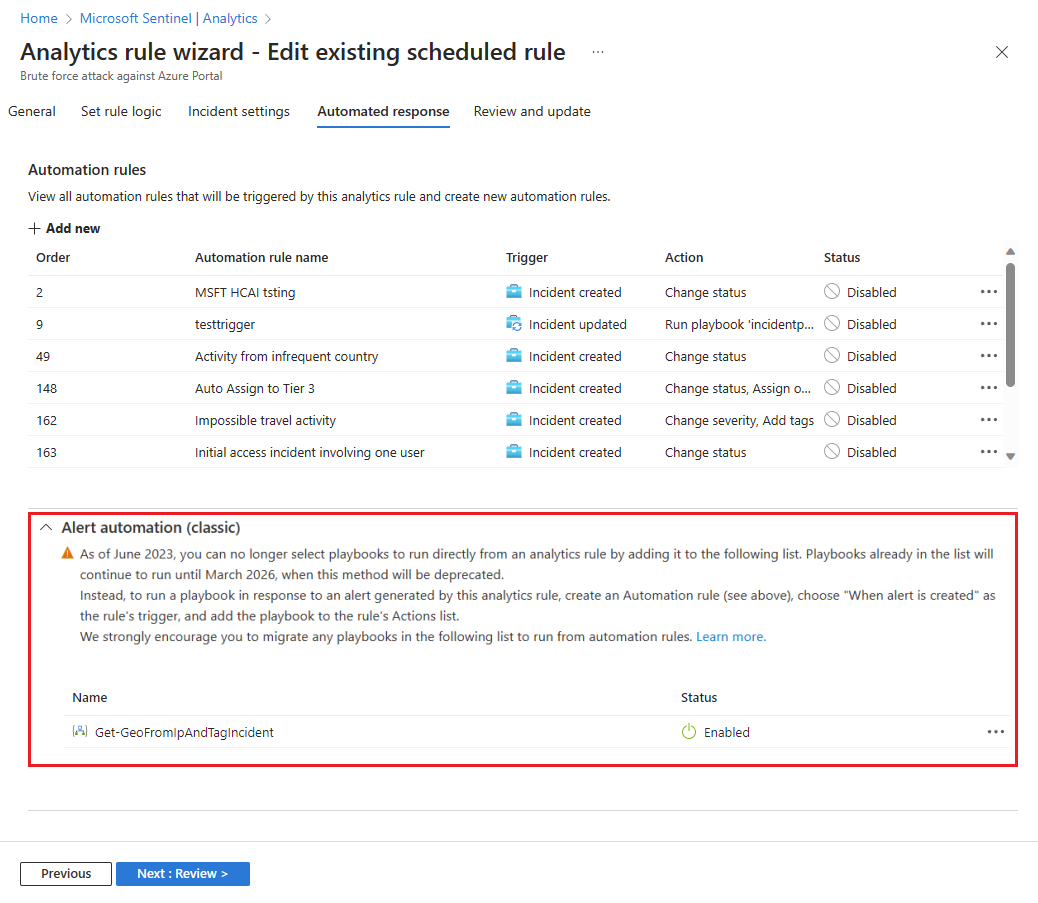 Home > Microsoft Sentinel | Analytics >
Analytics rule wizard - Edit existing scheduled rule ...
Brute force attack against Azure Portal
General Set rule logic Incident settings Automated response Review and update
Automation rules
View all automation rules that will be triggered by this analytics rule and create new automation rules.
+ Add new
Order Automation rule name Trigger Action Status
2 MSFT HCAI tsting Incident created Change status Disabled
9 testtrigger Incident updated Run playbook 'incidentp... Disabled
49 Activity from infrequent country Incident created Change status Disabled
148 Auto Assign to Tier 3 Incident created Change status, Assign o... Disabled
162 Impossible travel activity Incident created Change severity, Add tags Disabled
163 Initial access incident involving one user Incident created Change status Disabled
Alert automation (classic)
As of June 2023, you can no longer select playbooks to run directly from an analytics rule by adding it to the following list. Playbooks already in the list will
continue to run until March 2026, when this method will be deprecated.
Instead, to run a playbook in response to an alert generated by this analytics rule, create an Automation rule (see above), choose "When alert is created" as
the rule's trigger, and add the playbook to the rule's Actions list.
We strongly encourage you to migrate any playbooks in the following list to run from automation rules. Learn more.
Name Status
Get-GeoFromIpAndTagIncident Enabled
Previous Next : Review >